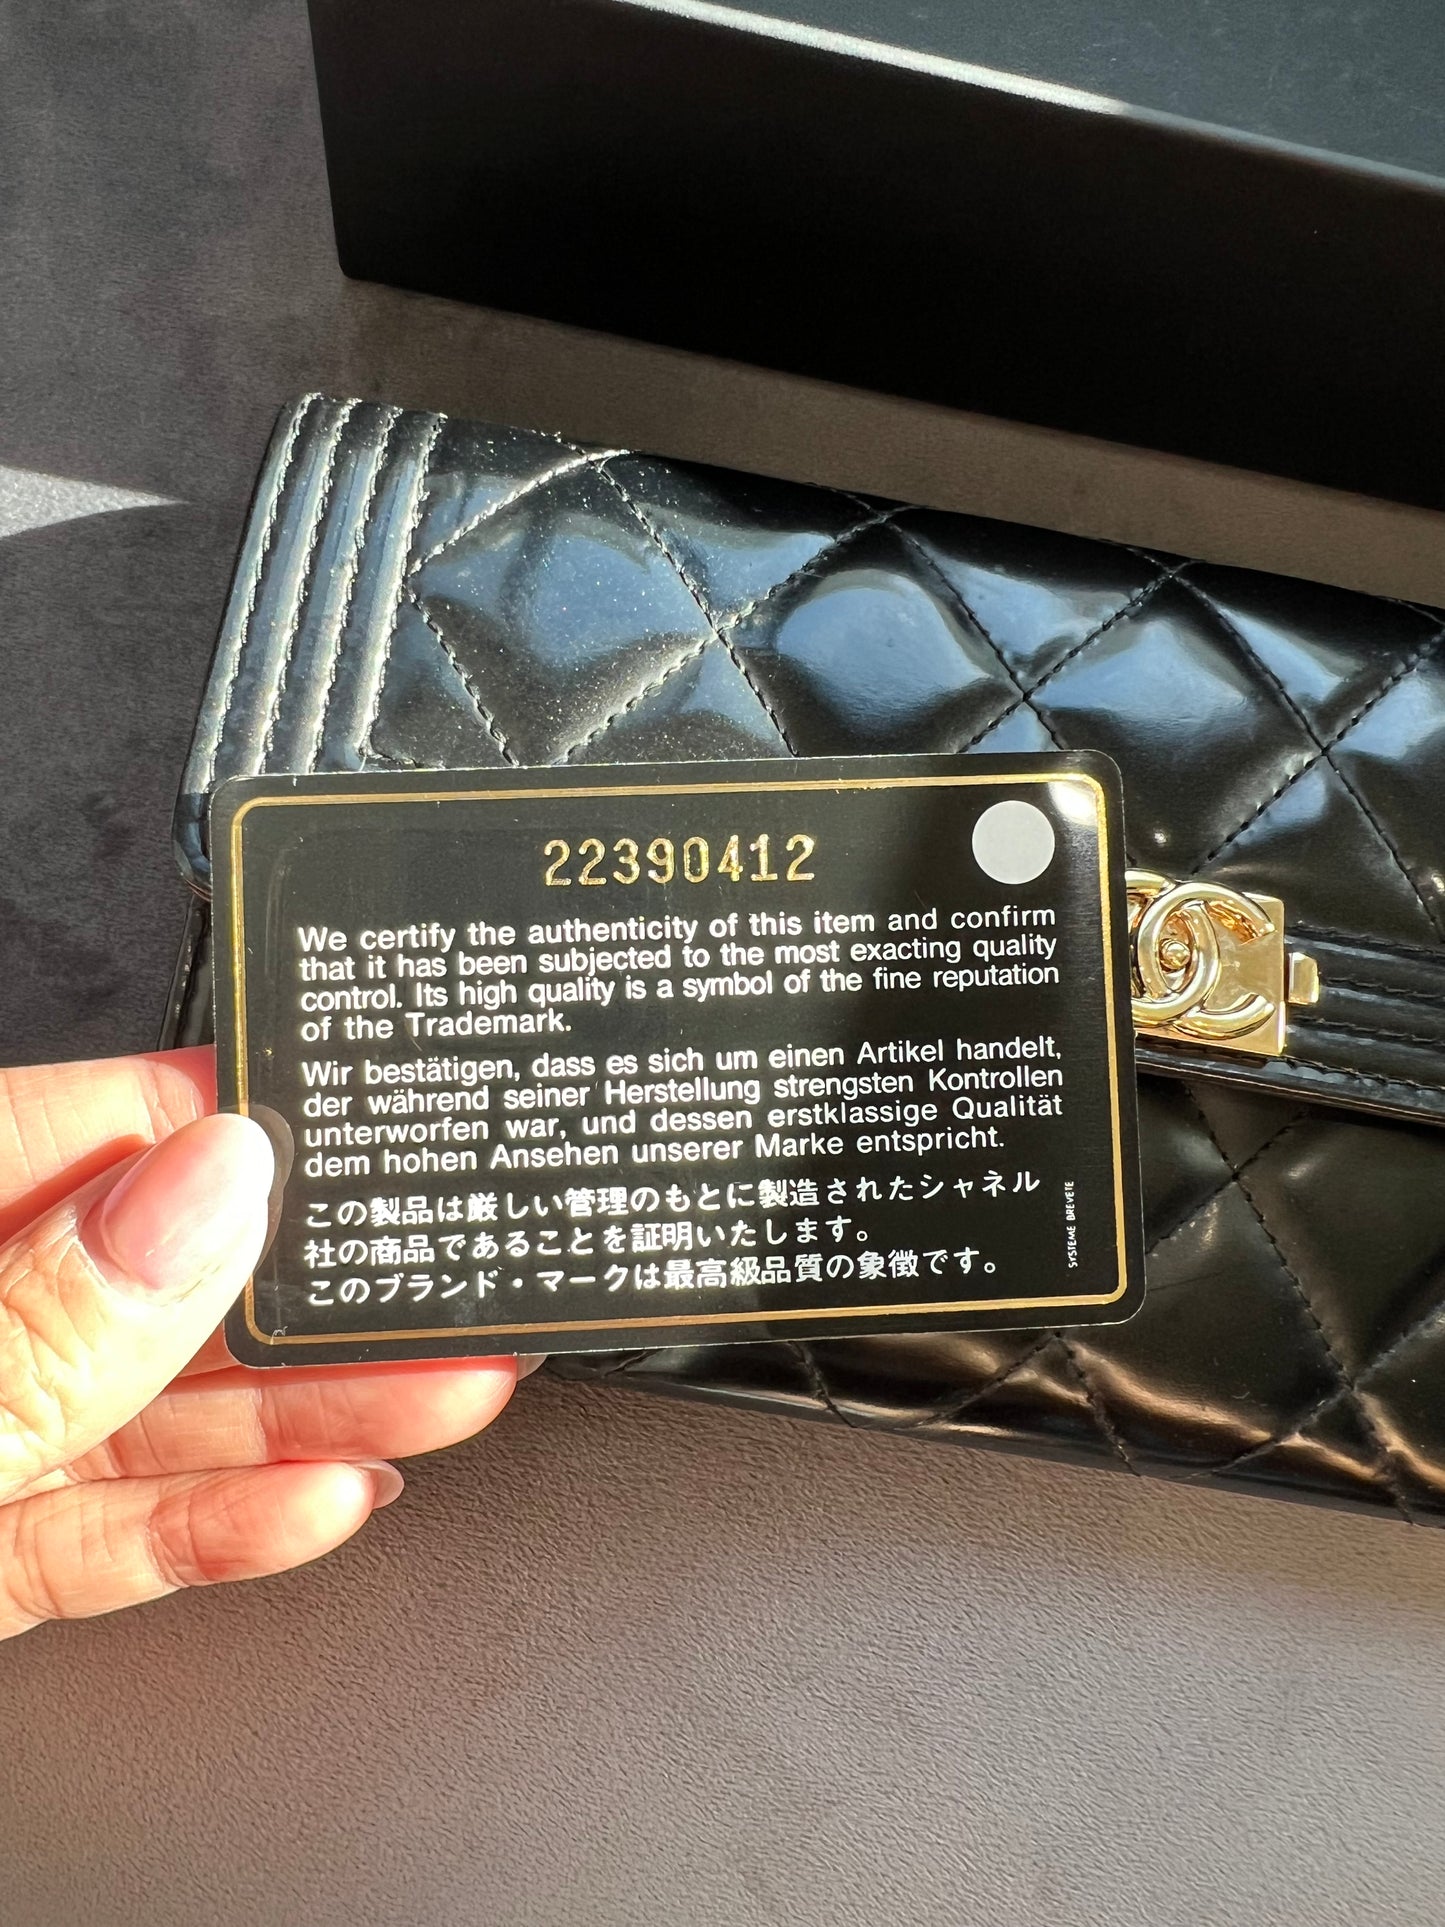 22390412
We certify the authenticity of this item and confirm
that it has been subjected to the most exacting quality
control. Its high quality is a symbol of the fine reputation
of the Trademark.
Wir bestätigen, dass es sich um einen Artikel handelt,
der während seiner Herstellung strengsten Kontrollen
unterworfen war, und dessen erstklassige Qualität
dem hohen Ansehen unserer Marke entspricht.
この製品は厳しい管理のもとに製造されたシャネル
社の商品であることを証明いたします。
このブランド・マークは最高級品質の象徴です。
SYSTEME BREVETE